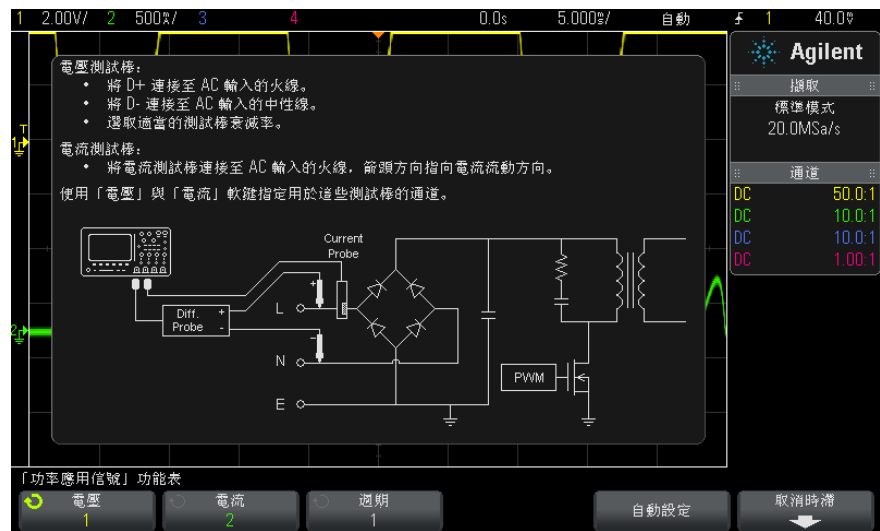 1 2.00V/ 2 500㎷/ 3 4 0.0s 5.000㎳/ 自動 1 40.0V
Agilent
擷取
標準模式
20.0MSa/s
通道
DC 50.0:1
DC 10.0:1
DC 10.0:1
DC 1.00:1
T
1
2
電壓測試棒:
• 將 D+ 連接至 AC 輸入的火線。
• 將 D- 連接至 AC 輸入的中性線。
• 選取適當的測試棒衰減率。
電流測試棒:
• 將電流測試棒連接至 AC 輸入的火線，箭頭方向指向電流流動方向。
使用「電壓」與「電流」軟鍵指定用於這些測試棒的通道。
Current
Probe
Diff.
Probe
+
-
+
-
L
N
E
PWM
「功率應用信號」功能表
電壓
1
電流
2
週期
1
自動設定
取消時滯